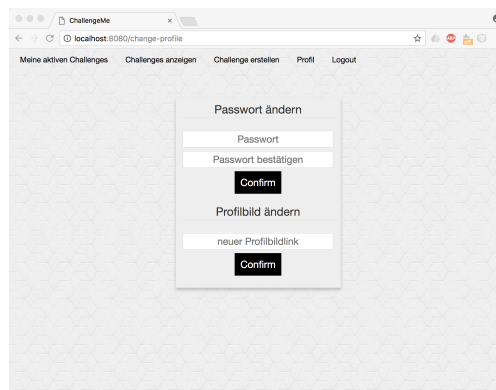 ChallengeMe
localhost:8080/change-profile
ABP
Meine aktiven Challenges Challenges anzeigen Challenge erstellen Profil Logout
Passwort ändern
Passwort
Passwort bestätigen
Confirm
Profilbild ändern
neuer Profilbildlink
Confirm